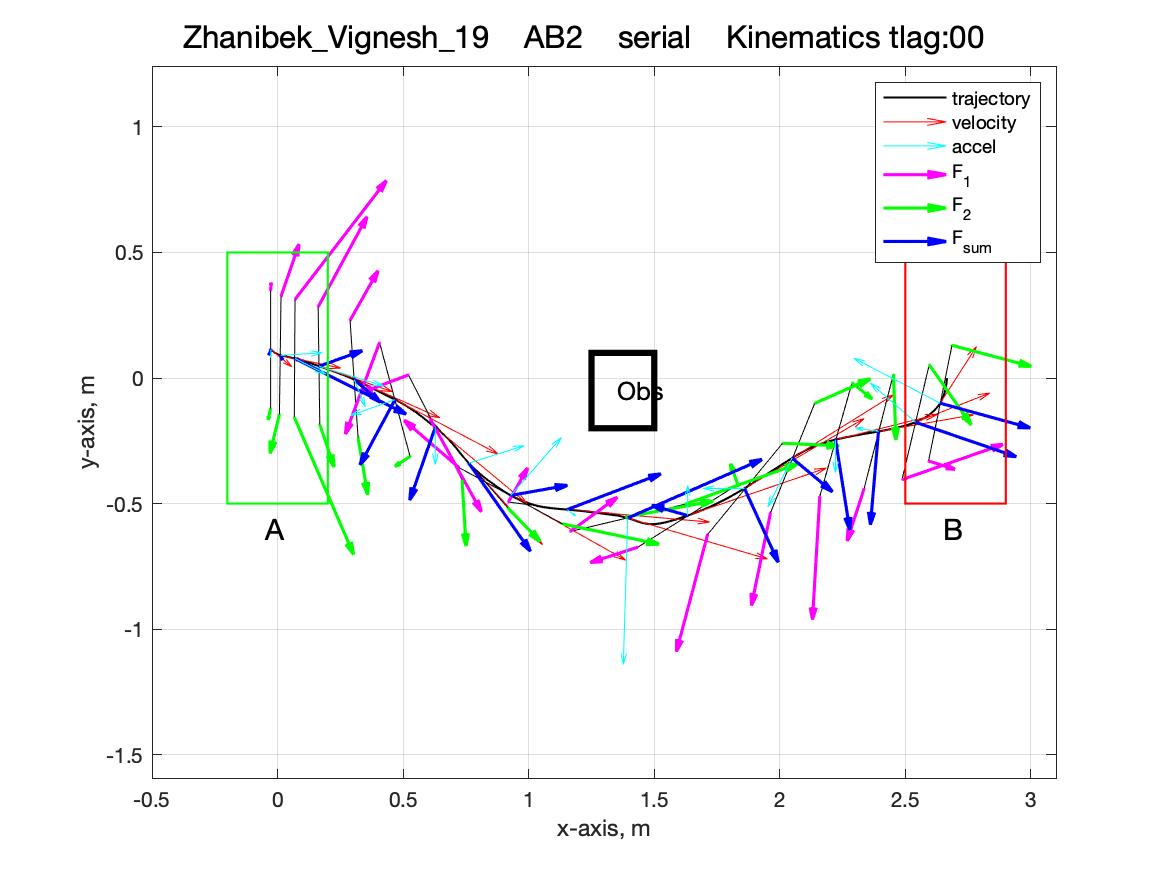 Zhanibek_Vignesh_19 AB2 serial Kinematics tlag:00
trajectory
velocity
accel
F1
F2
Fsum
1
0.5
0
-0.5
-1
-1.5
y-axis, m
Obs
A
B
-0.5
0
0.5
1
1.5
2
2.5
3
x-axis, m